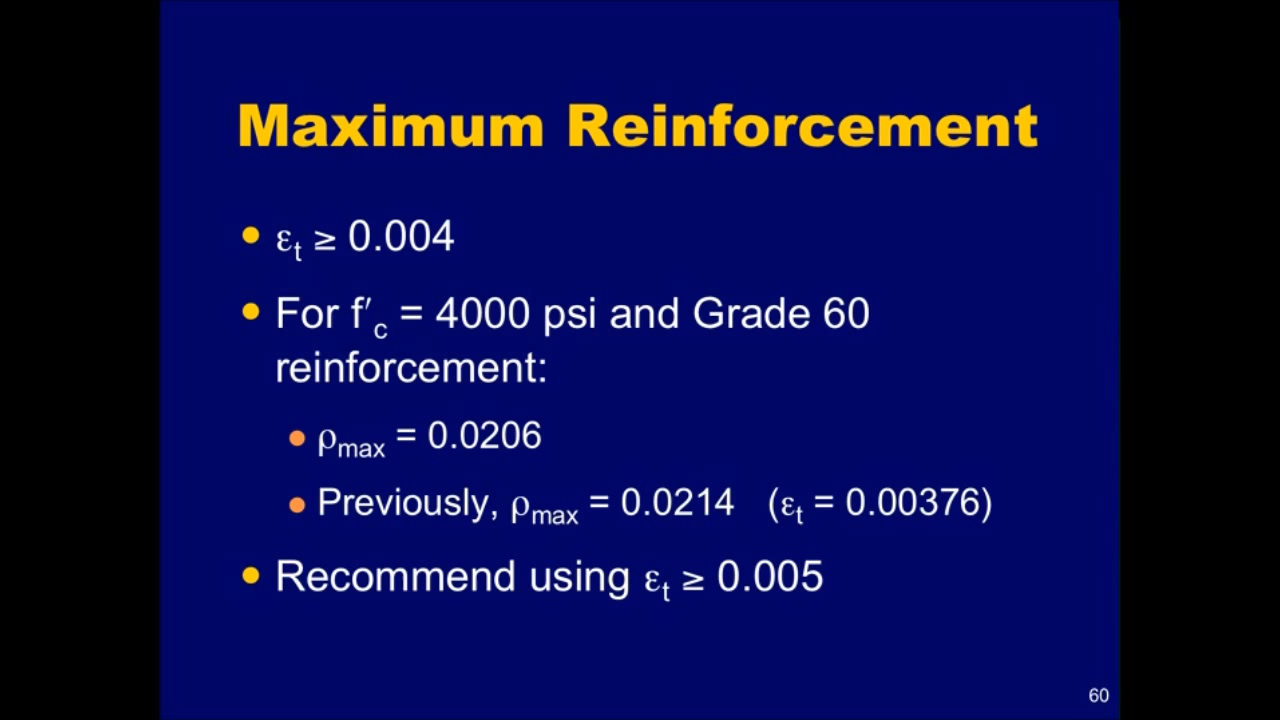 Maximum Reinforcement
• εt ≥ 0.004
• For f′c = 4000 psi and Grade 60
reinforcement:
• ρmax = 0.0206
• Previously, ρmax = 0.0214 (εt = 0.00376)
• Recommend using εt ≥ 0.005
60